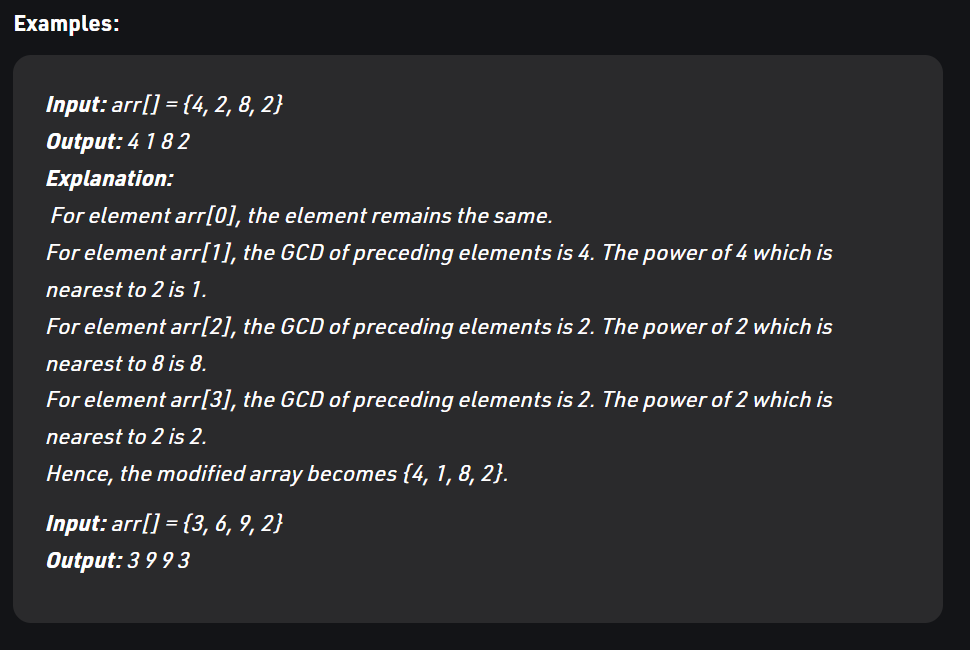 Examples:
Input: arr[] = {4, 2, 8, 2}
Output: 4 1 8 2
Explanation:
For element arr[0], the element remains the same.
For element arr[1], the GCD of preceding elements is 4. The power of 4 which is
nearest to 2 is 1.
For element arr[2], the GCD of preceding elements is 2. The power of 2 which is
nearest to 8 is 8.
For element arr[3], the GCD of preceding elements is 2. The power of 2 which is
nearest to 2 is 2.
Hence, the modified array becomes {4, 1, 8, 2}.
Input: arr[] = {3, 6, 9, 2}
Output: 3 9 9 3